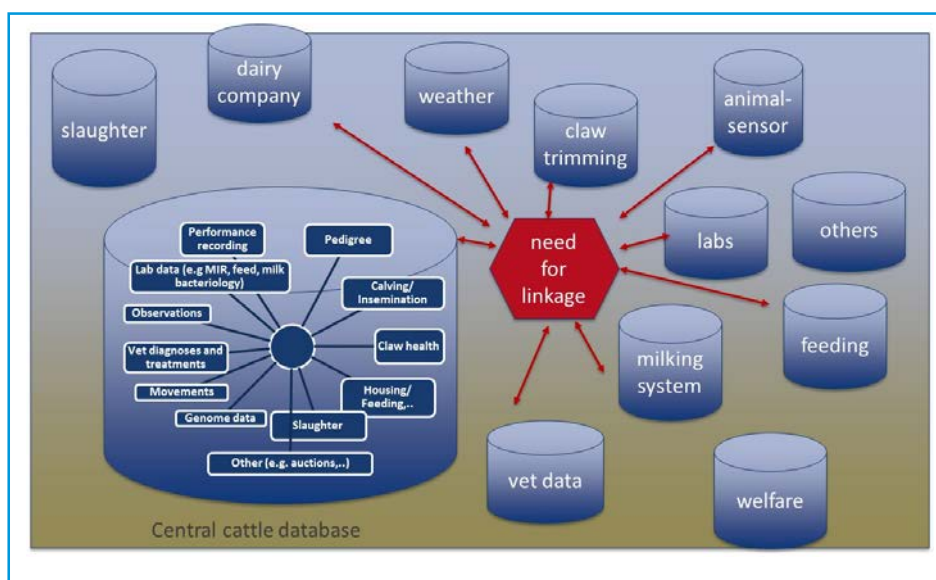 slaughter
dairy
company
weather
claw
trimming
animal-
sensor
labs
others
need
for
linkage
feeding
milking
system
vet data
welfare
Performance
recording
Pedigree
Lab data (e.g MIR, feed, milk
bacteriology)
Calving/
Insemination
Observations
Claw health
Vet diagnoses and
treatments
Movements
Housing/
Feeding,..
Genome data
Slaughter
Other (e.g. auctions,..)
Central cattle database